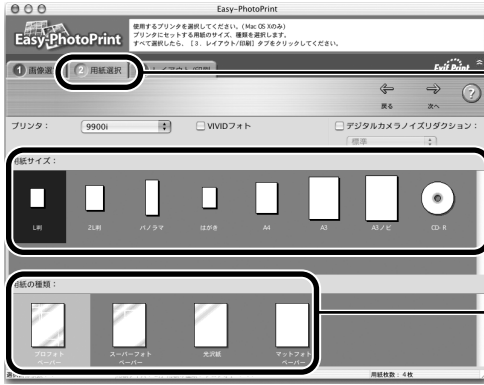 Easy-PhotoPrint
Easy-PhotoPrint
使用するプリンタを選択してください。（Mac OS Xのみ）
プリンタにセットする用紙のサイズ、種類を選択します。
すべて選択したら、［3. レイアウト/印刷］タブをクリックしてください。
1 画像選
2 用紙選択
レイアウト/印刷
Exif Print
戻る
次へ
?
プリンタ：
9900i
VIVIDフォト
デジタルカメラノイズリダクション：
標準
用紙サイズ：
L判
2L判
パノラマ
はがき
A4
A3
A3ノビ
CD-R
用紙の種類：
プロフォト
ペーパー
スーパーフォト
ペーパー
光沢紙
マットフォト
ペーパー
用紙枚数：4枚